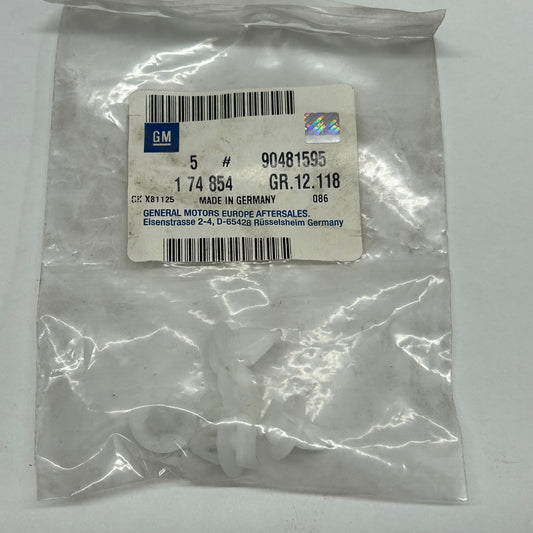 GM
5 # 90481595
1 74 854 GR.12.118
GK X81125 MADE IN GERMANY 086
GENERAL MOTORS EUROPE AFTERSALES.
Eisenstrasse 2-4, D-65428 Rüsselsheim Germany